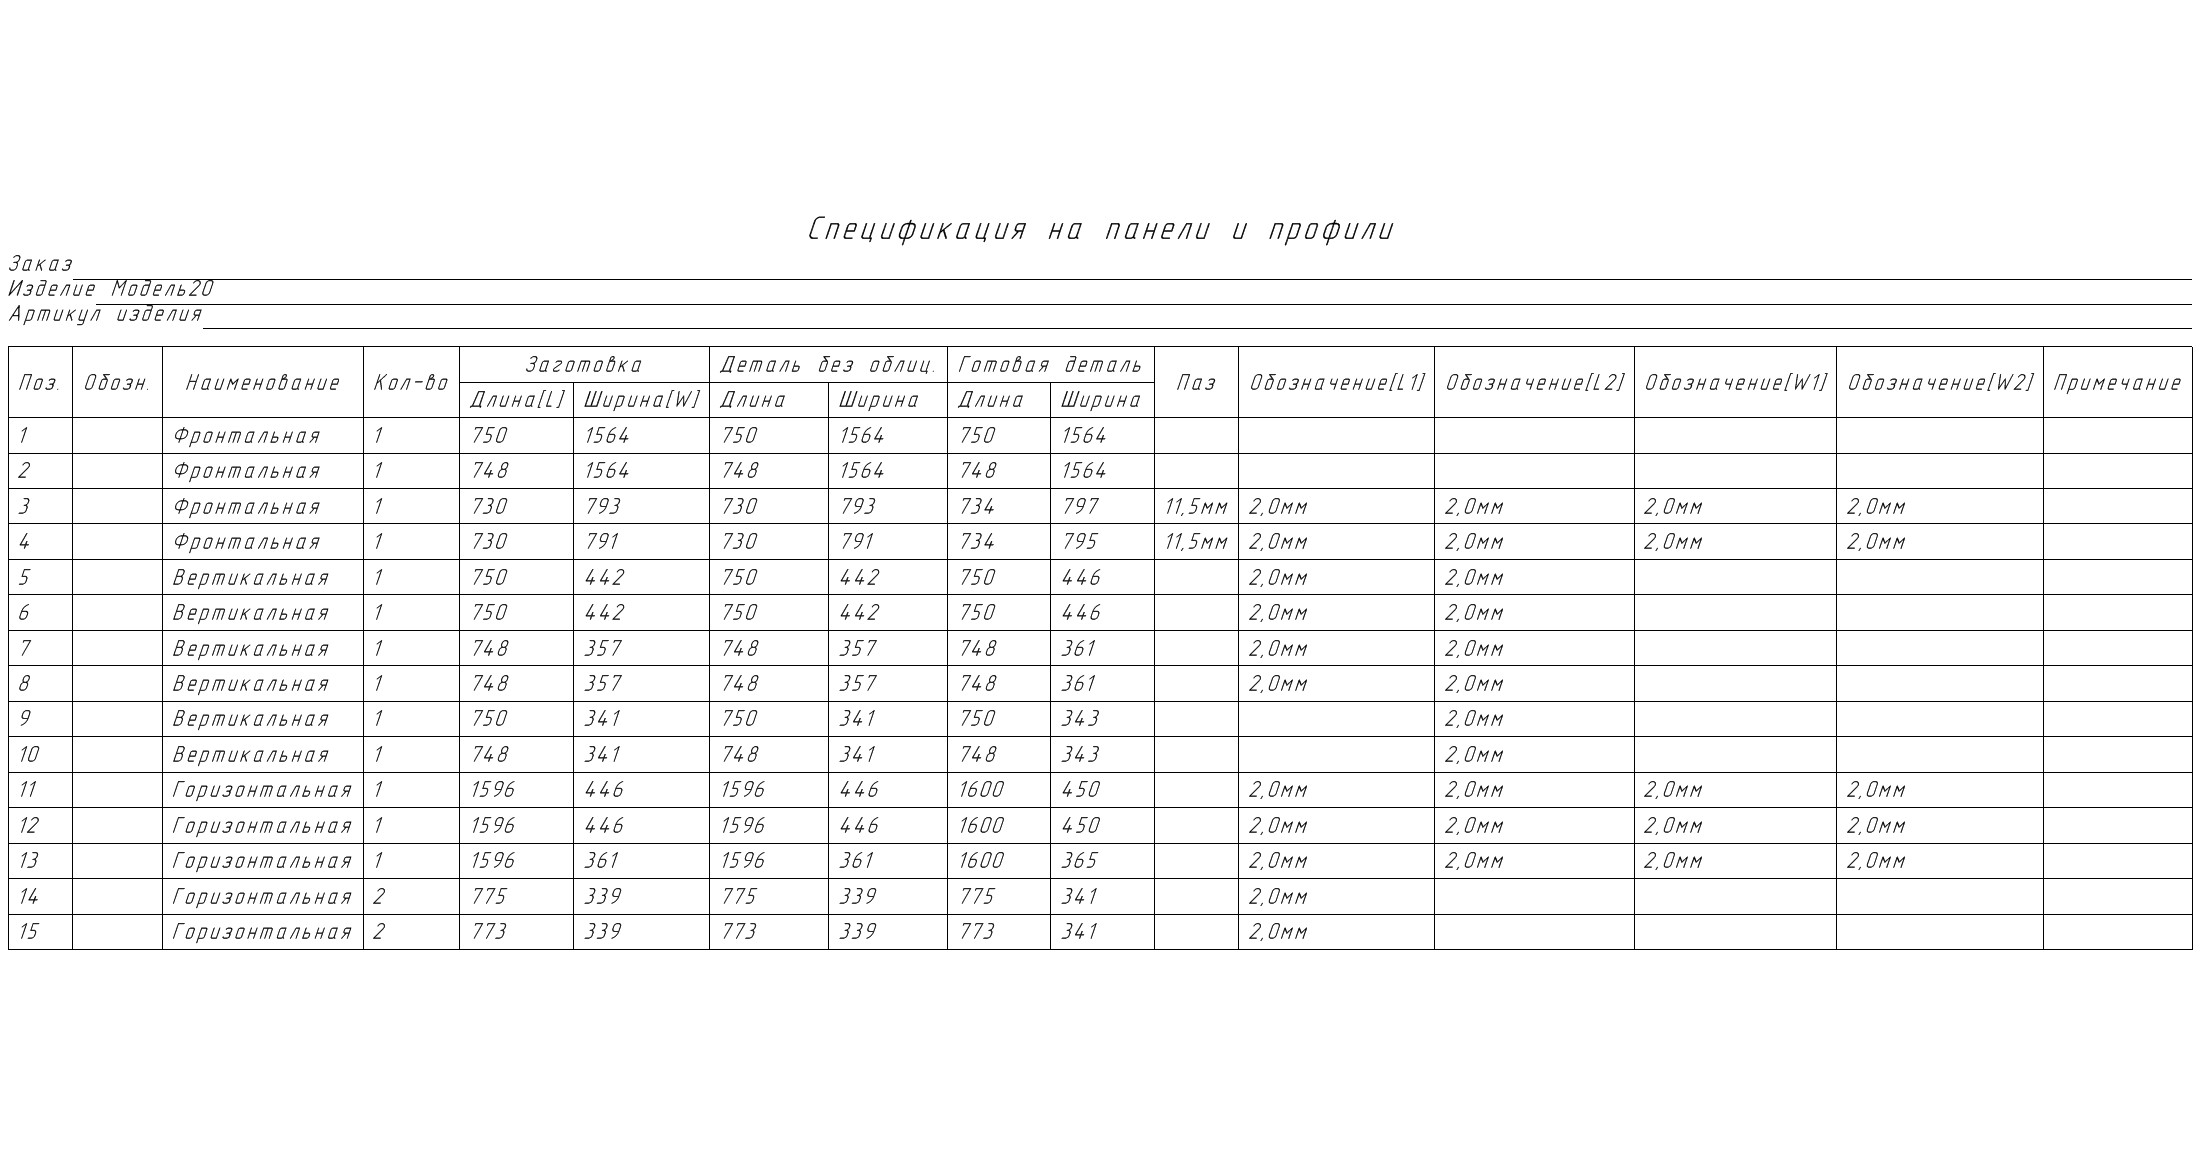 Спецификация на панели и профили
Заказ
Изделие Модель20
Артикул изделия
Поз. Обозн. Наименование Кол-во Заготовка Деталь без облиц. Готовая деталь Паз Обозначение[L1] Обозначение[L2] Обозначение[W1] Обозначение[W2] Примечание
Длина[L] Ширина[W] Длина Ширина Длина Ширина
1 Фронтальная 1 750 1564 750 1564 750 1564
2 Фронтальная 1 748 1564 748 1564 748 1564
3 Фронтальная 1 730 793 730 793 734 797 11,5мм 2,0мм 2,0мм 2,0мм 2,0мм
4 Фронтальная 1 730 791 730 791 734 795 11,5мм 2,0мм 2,0мм 2,0мм 2,0мм
5 Вертикальная 1 750 442 750 442 750 446 2,0мм 2,0мм
6 Вертикальная 1 750 442 750 442 750 446 2,0мм 2,0мм
7 Вертикальная 1 748 357 748 357 748 361 2,0мм 2,0мм
8 Вертикальная 1 748 357 748 357 748 361 2,0мм 2,0мм
9 Вертикальная 1 750 341 750 341 750 343 2,0мм
10 Вертикальная 1 748 341 748 341 748 343 2,0мм
11 Горизонтальная 1 1596 446 1596 446 1600 450 2,0мм 2,0мм 2,0мм 2,0мм
12 Горизонтальная 1 1596 446 1596 446 1600 450 2,0мм 2,0мм 2,0мм 2,0мм
13 Горизонтальная 1 1596 361 1596 361 1600 365 2,0мм 2,0мм 2,0мм 2,0мм
14 Горизонтальная 2 775 339 775 339 775 341 2,0мм
15 Горизонтальная 2 773 339 773 339 773 341 2,0мм